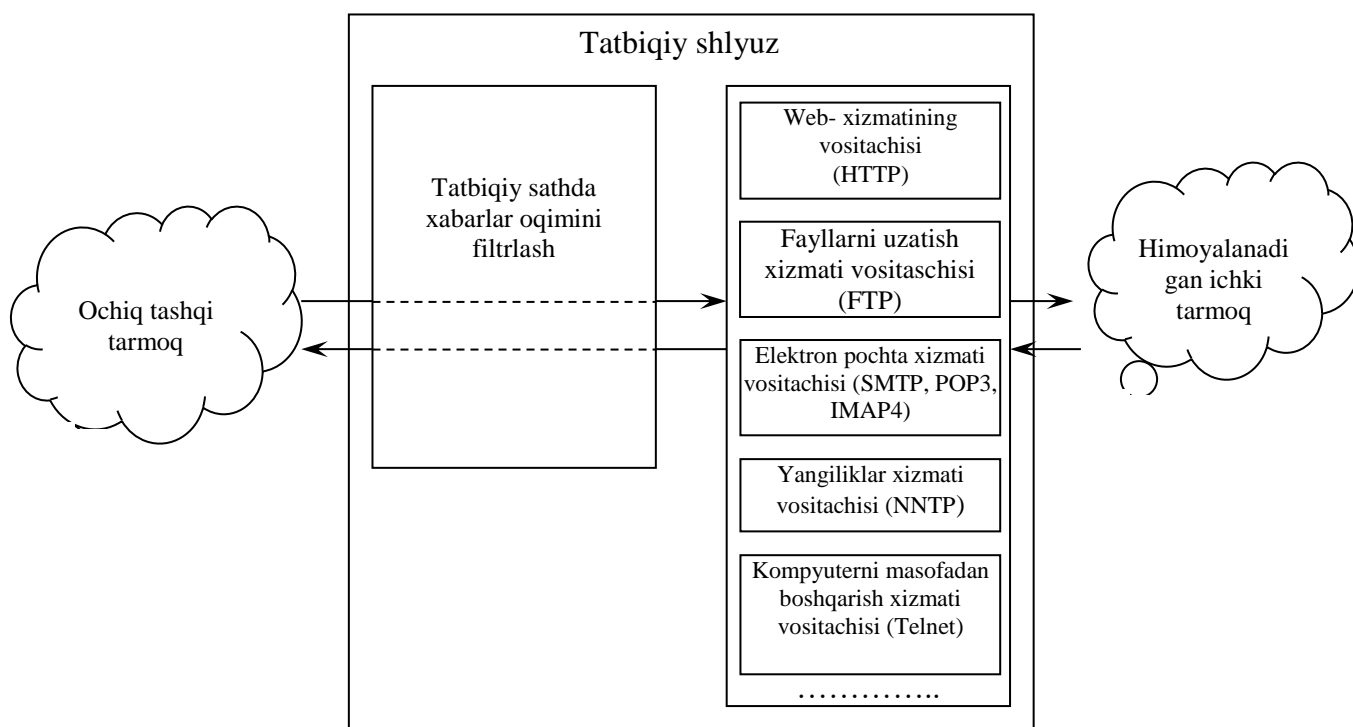 Tatbiqiy shlyuz
Ochiq tashqi
tarmoq
Tatbiqiy sathda
xabarlar oqimini
filtrlash
Web- xizmatining
vositachisi
(HTTP)
Fayllarni uzatish
xizmati vositaschisi
(FTP)
Elektron pochta xizmati
vositachisi (SMTP, POP3,
IMAP4)
Yangiliklar xizmati
vositachisi (NNTP)
Kompyuterni masofadan
boshqarish xizmati
vositachisi (Telnet)
…………..
Himoyalanadi
gan ichki
tarmoq